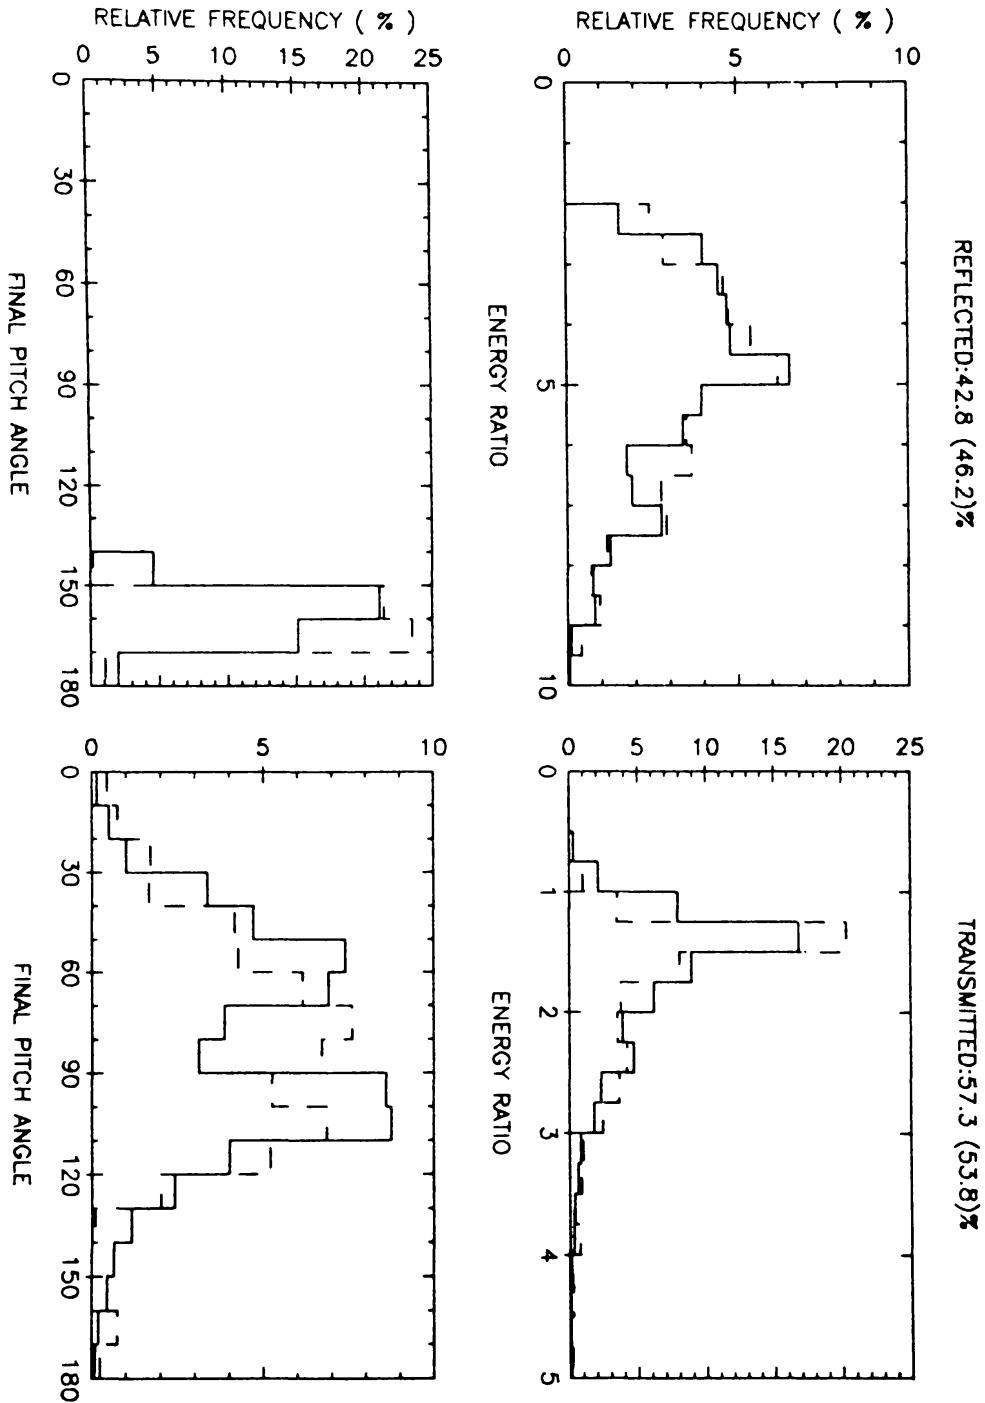 REFLECTED:42.8 (46.2)%
RELATIVE FREQUENCY ( % )
10
5
0
0 5 10
ENERGY RATIO
TRANSMITTED:57.3 (53.8)%
25
20
15
10
5
0
0 1 2 3 4 5
ENERGY RATIO
RELATIVE FREQUENCY ( % )
25
20
15
10
5
0
0 30 60 90 120 150 180
FINAL PITCH ANGLE
10
5
0
0 30 60 90 120 150 180
FINAL PITCH ANGLE